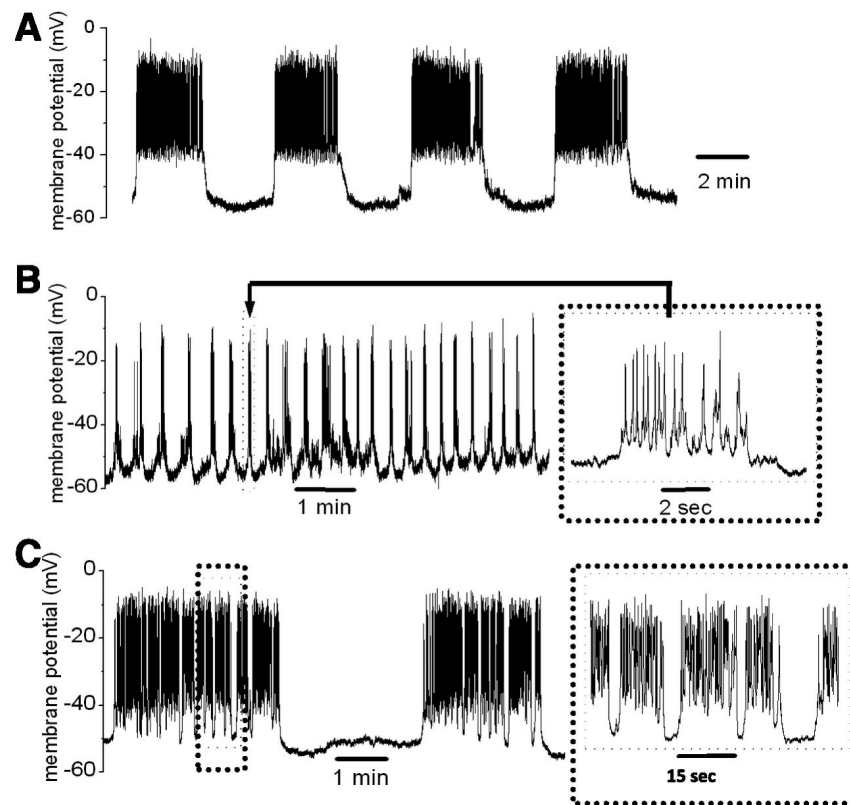 A
membrane potential (mV)
0
-20
-40
-60
2 min
B
membrane potential (mV)
0
-20
-40
-60
1 min
2 sec
C
membrane potential (mV)
0
-20
-40
-60
1 min
15 sec